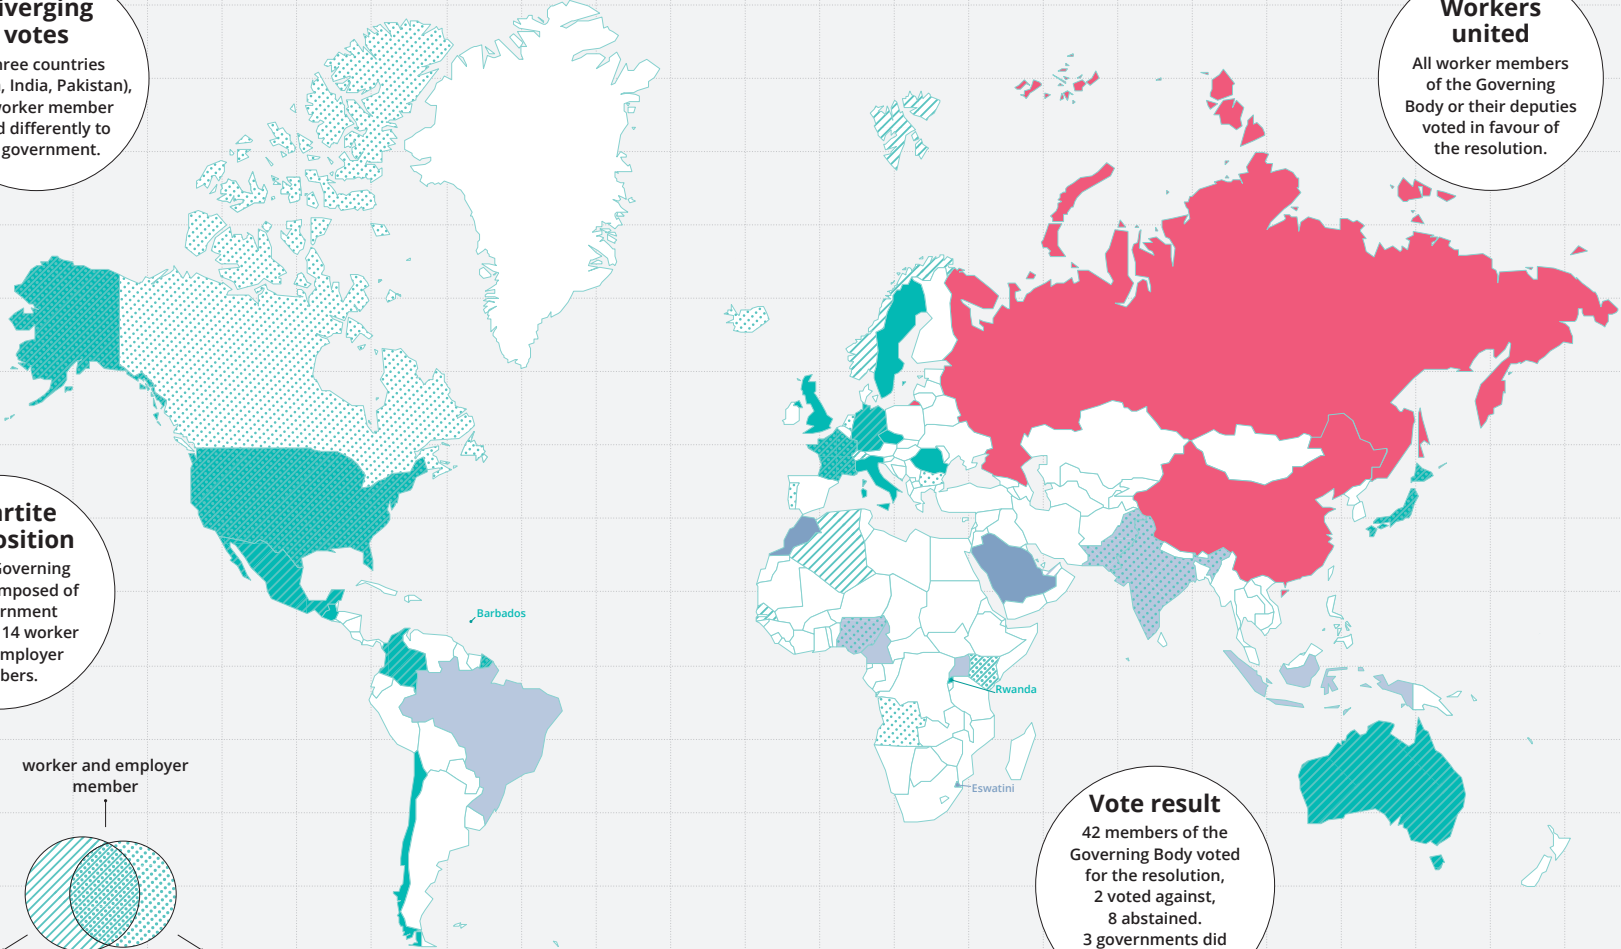 verging
votes
ree countries
, India, Pakistan),
orker member
d differently to
government.
Workers
united
All worker members
of the Governing
Body or their deputies
voted in favour of
the resolution.
artite
osition
Governing
mposed of
rnment
14 worker
mployer
bers.
Barbados
Rwanda
Eswatini
worker and employer
member
Vote result
42 members of the
Governing Body voted
for the resolution,
2 voted against,
8 abstained.
3 governments did